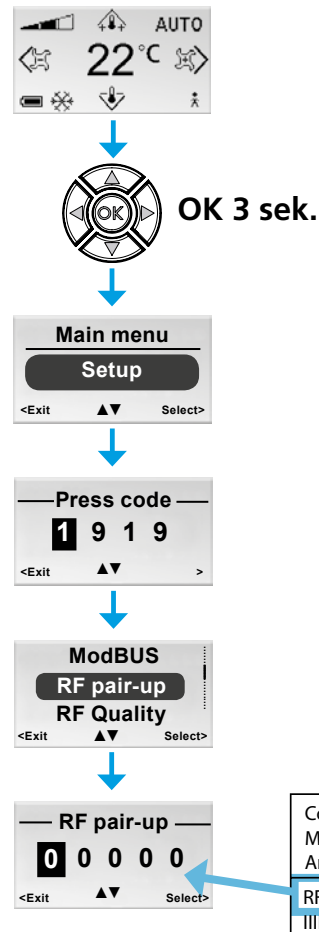 AUTO
22°C
OK
OK 3 sek.
Main menu
Setup
<Exit ▲▼ Select>
Press code
1 9 1 9
<Exit ▲▼ >
ModBUS
RF pair-up
RF Quality
<Exit ▲▼ Select>
RF pair-up
0 0 0 0 0
<Exit ▲▼ Select>